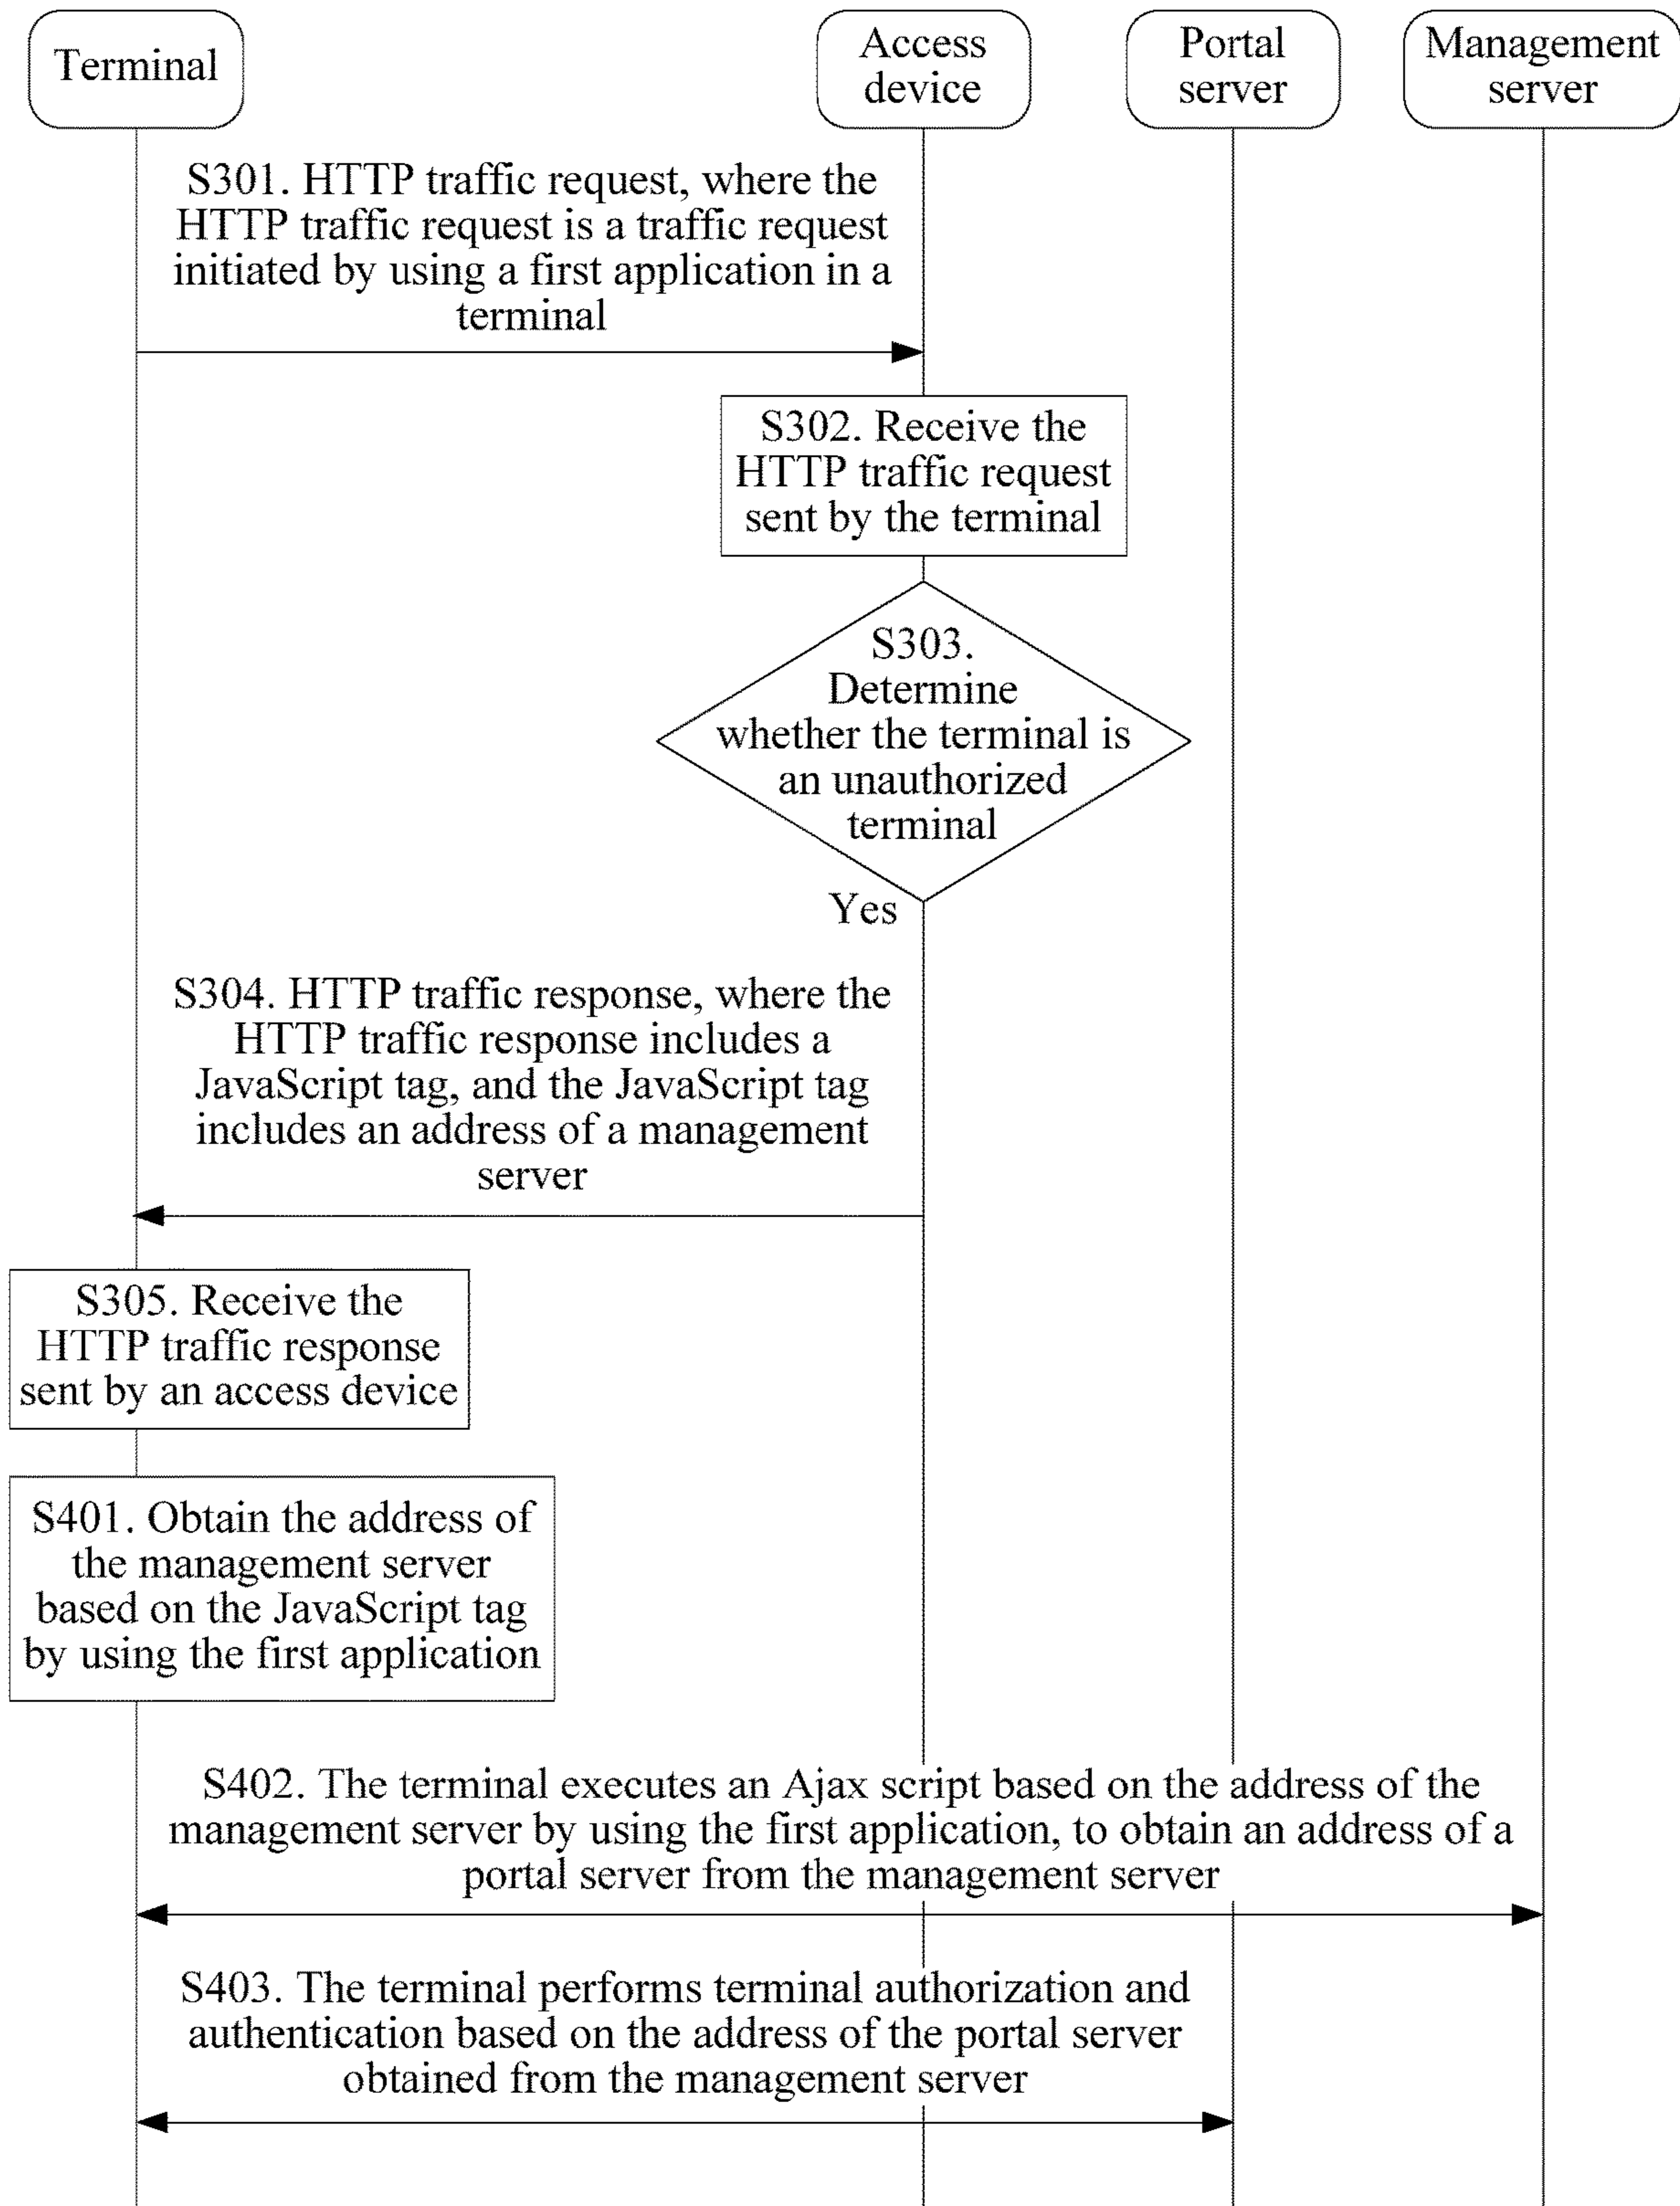 Terminal
Access
device
Portal
server
Management
server
S301. HTTP traffic request, where the
HTTP traffic request is a traffic request
initiated by using a first application in a
terminal
S302. Receive the
HTTP traffic request
sent by the terminal
S303.
Determine
whether the terminal is
an unauthorized
terminal
Yes
S304. HTTP traffic response, where the
HTTP traffic response includes a
JavaScript tag, and the JavaScript tag
includes an address of a management
server
S305. Receive the
HTTP traffic response
sent by an access device
S401. Obtain the address of
the management server
based on the JavaScript tag
by using the first application
S402. The terminal executes an Ajax script based on the address of the
management server by using the first application, to obtain an address of a
portal server from the management server
S403. The terminal performs terminal authorization and
authentication based on the address of the portal server
obtained from the management server